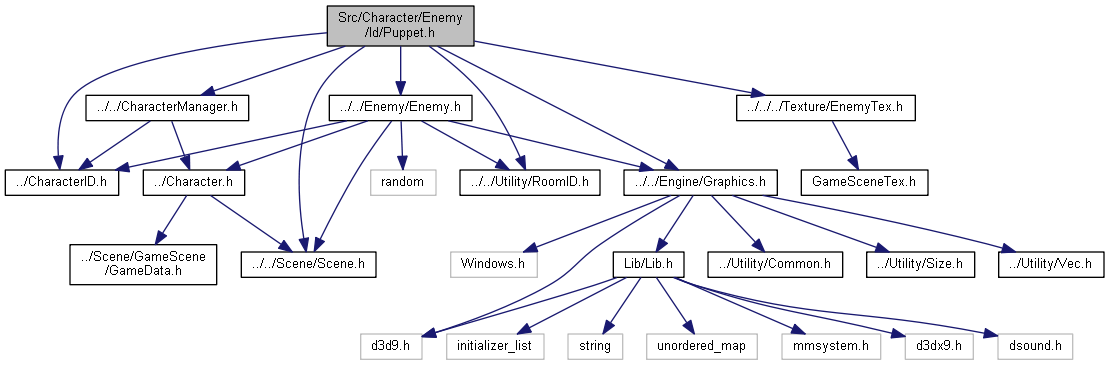 Src/Character/Enemy
/Id/Puppet.h
../../CharacterManager.h
../../Enemy/Enemy.h
../../../Texture/EnemyTex.h
../CharacterID.h
../Character.h
random
../../Utility/RoomID.h
../../Engine/Graphics.h
GameSceneTex.h
../Scene/GameScene
/GameData.h
../../Scene/Scene.h
Windows.h
Lib/Lib.h
../Utility/Common.h
../Utility/Size.h
../Utility/Vec.h
d3d9.h
initializer_list
string
unordered_map
mmsystem.h
d3dx9.h
dsound.h